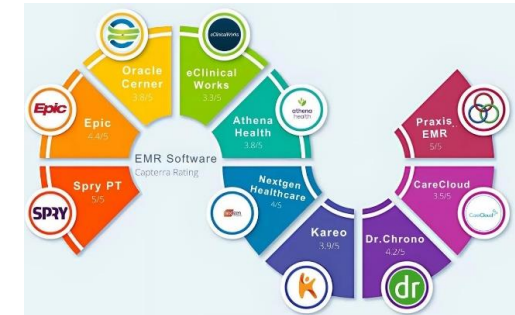 EMR Software
Capterra Rating
SPRY
Spry PT
5/5
Epic
Epic
4.4/5
Oracle
Cerner
3.8/5
eClinicalWorks
eClinical
Works
3.3/5
athena
health
Athena
Health
3.8/5
Nextgen
Healthcare
4/5
Kareo
3.9/5
dr
Dr.Chrono
4.2/5
CareCloud
CareCloud
3.5/5
Praxis
EMR
5/5